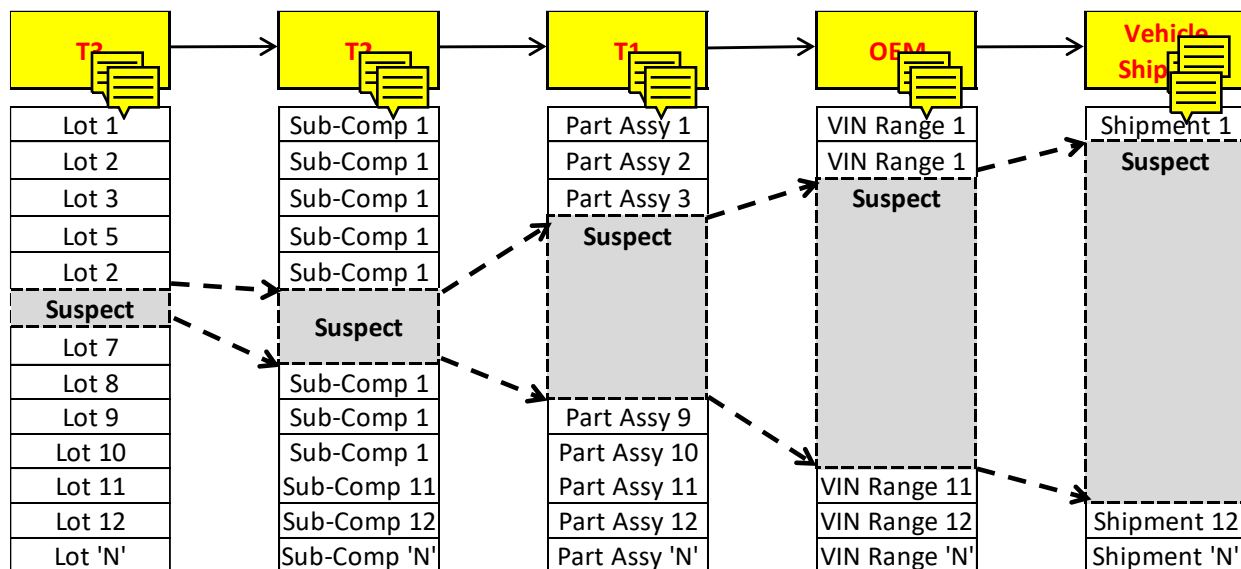 T3
T2
T1
OEM
Vehicle
Lot 1
Lot 2
Lot 3
Lot 5
Lot 2
Suspect
Lot 7
Lot 8
Lot 9
Lot 10
Lot 11
Lot 12
Lot 'N'
Sub-Comp 1
Sub-Comp 1
Sub-Comp 1
Sub-Comp 1
Sub-Comp 1
Suspect
Sub-Comp 1
Sub-Comp 1
Sub-Comp 1
Sub-Comp 11
Sub-Comp 12
Sub-Comp 'N'
Part Assy 1
Part Assy 2
Part Assy 3
Suspect
Part Assy 9
Part Assy 10
Part Assy 11
Part Assy 12
Part Assy 'N'
VIN Range 1
VIN Range 1
Suspect
VIN Range 11
VIN Range 12
VIN Range 'N'
Shipment 1
Suspect
Shipment 12
Shipment 'N'